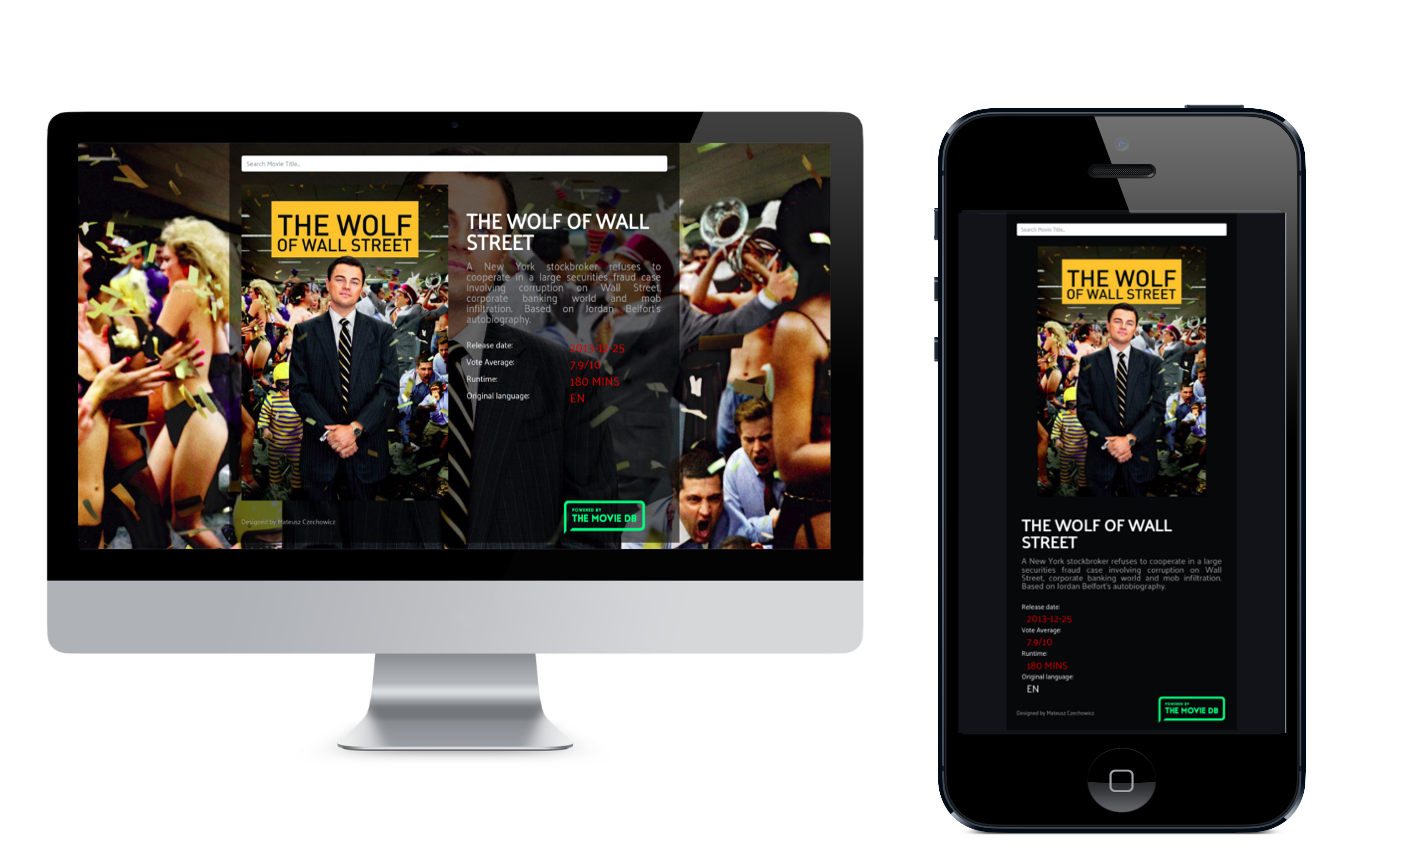 Search Movie Title..
THE WOLF
OF WALL STREET
THE WOLF OF WALL
STREET
A New York stockbroker refuses to
cooperate in a large securities fraud case
involving corruption on Wall Street,
corporate banking world and mob
infiltration. Based on Jordan Belfort's
autobiography.
Release date: 2013-12-25
Vote Average: 7.9/10
Runtime: 180 MINS
Original language: EN
Designed by Mateusz Czechowicz
POWERED BY
THE MOVIE DB
Search Movie Title..
THE WOLF
OF WALL STREET
THE WOLF OF WALL
STREET
A New York stockbroker refuses to cooperate in a large
securities fraud case involving corruption on Wall
Street, corporate banking world and mob infiltration.
Based on Jordan Belfort's autobiography.
Release date:
2013-12-25
Vote Average:
7.9/10
Runtime:
180 MINS
Original language:
EN
Designed by Mateusz Czechowicz
POWERED BY
THE MOVIE DB